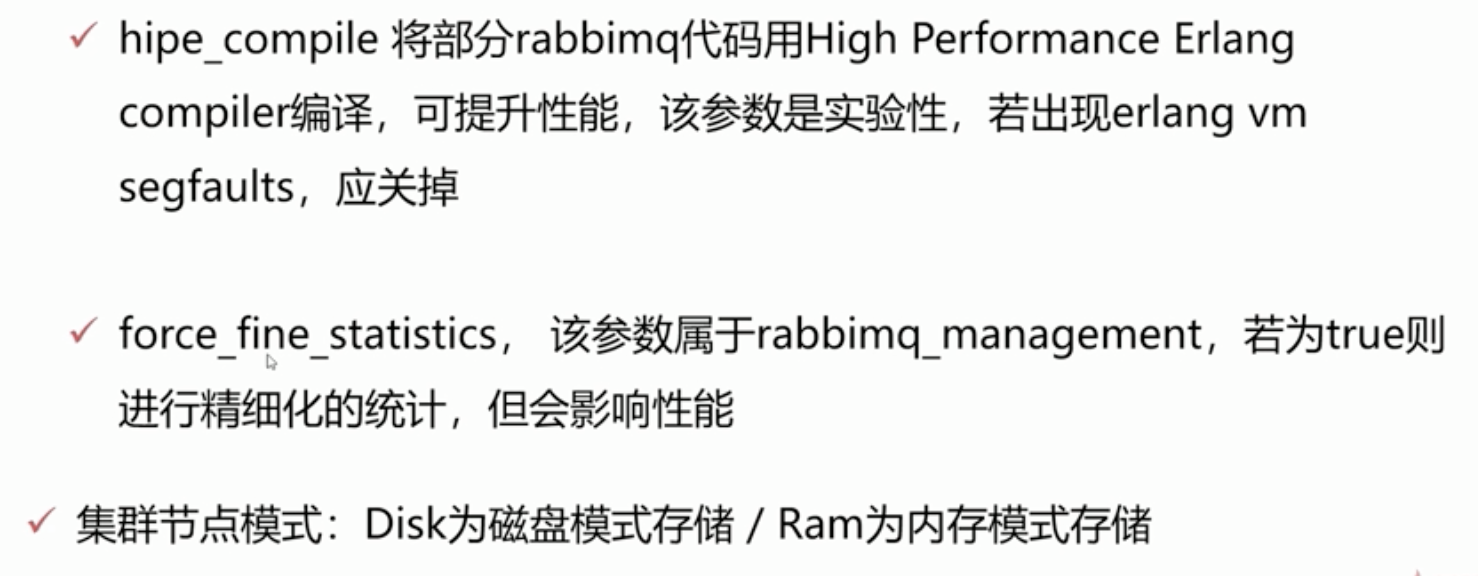 hipe_compile 将部分rabbimq代码用High Performance Erlang
compiler编译，可提升性能，该参数是实验性，若出现erlang vm
segfaults，应关掉
force_fine_statistics， 该参数属于rabbimq_management，若为true则
进行精细化的统计，但会影响性能
集群节点模式：Disk为磁盘模式存储 / Ram为内存模式存储